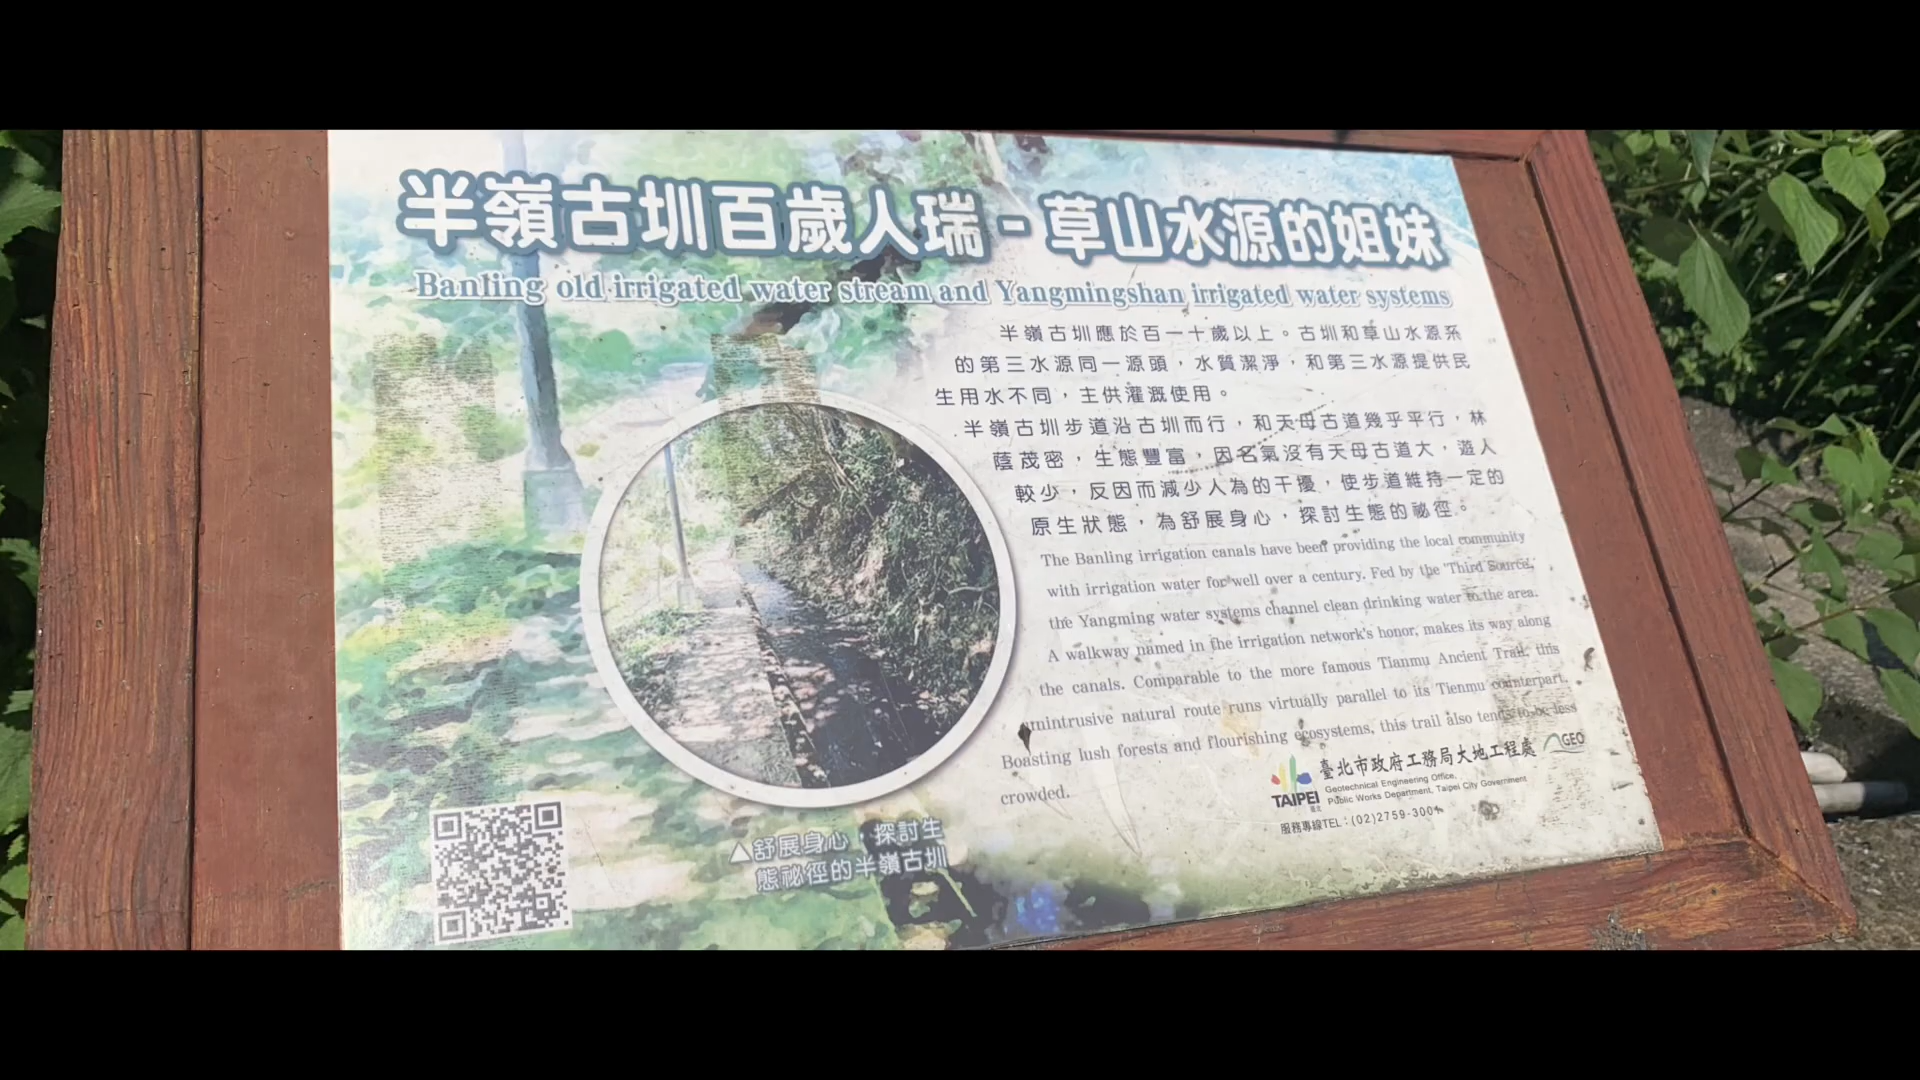 半嶺古圳百歲人瑞-草山水源的姐妹
Banling old irrigated water stream and Yangmingshan irrigated water systems
半嶺古圳應於百一十歲以上。古圳和草山水源系
的第三水源同一源頭，水質潔淨，和第三水源提供民
生用水不同，主供灌溉使用。
半嶺古圳步道沿古圳而行，和天母古道幾乎平行，林
蔭茂密，生態豐富，因名氣沒有天母古道大，遊人
較少，反因而減少人為的干擾，使步道維持一定的
原生狀態，為舒展身心，探討生態的祕徑。
The Banling irrigation canals have been providing the local community
with irrigation water for well over a century. Fed by the "Third Source",
the Yangming water systems channel clean drinking water to the area.
A walkway named in the irrigation network's honor, makes its way along
the canals. Comparable to the more famous Tianmu Ancient Trail, this
unintrusive natural route runs virtually parallel to its Tienmu counterpart.
Boasting lush forests and flourishing ecosystems, this trail also tends to be less
crowded.
▲舒展身心，探討生
態祕徑的半嶺古圳
TAIPEI
臺北
臺北市政府工務局大地工程處
GEO
Geotechnical Engineering Office,
Public Works Department, Taipei City Government
服務專線TEL：(02)2759-3001